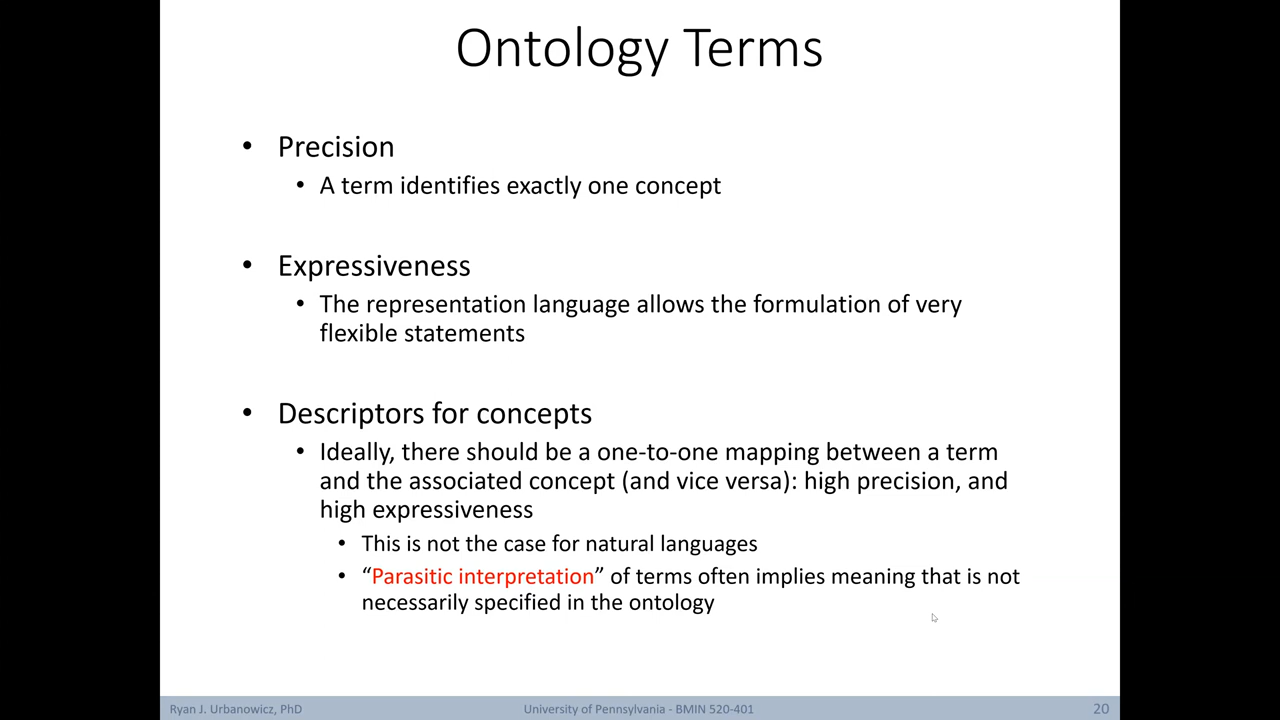 Ontology Terms
• Precision
• A term identifies exactly one concept
• Expressiveness
• The representation language allows the formulation of very
flexible statements
• Descriptors for concepts
• Ideally, there should be a one-to-one mapping between a term
and the associated concept (and vice versa): high precision, and
high expressiveness
• This is not the case for natural languages
• “Parasitic interpretation” of terms often implies meaning that is not
necessarily specified in the ontology
Ryan J. Urbanowicz, PhD
University of Pennsylvania - BMIN 520-401
20